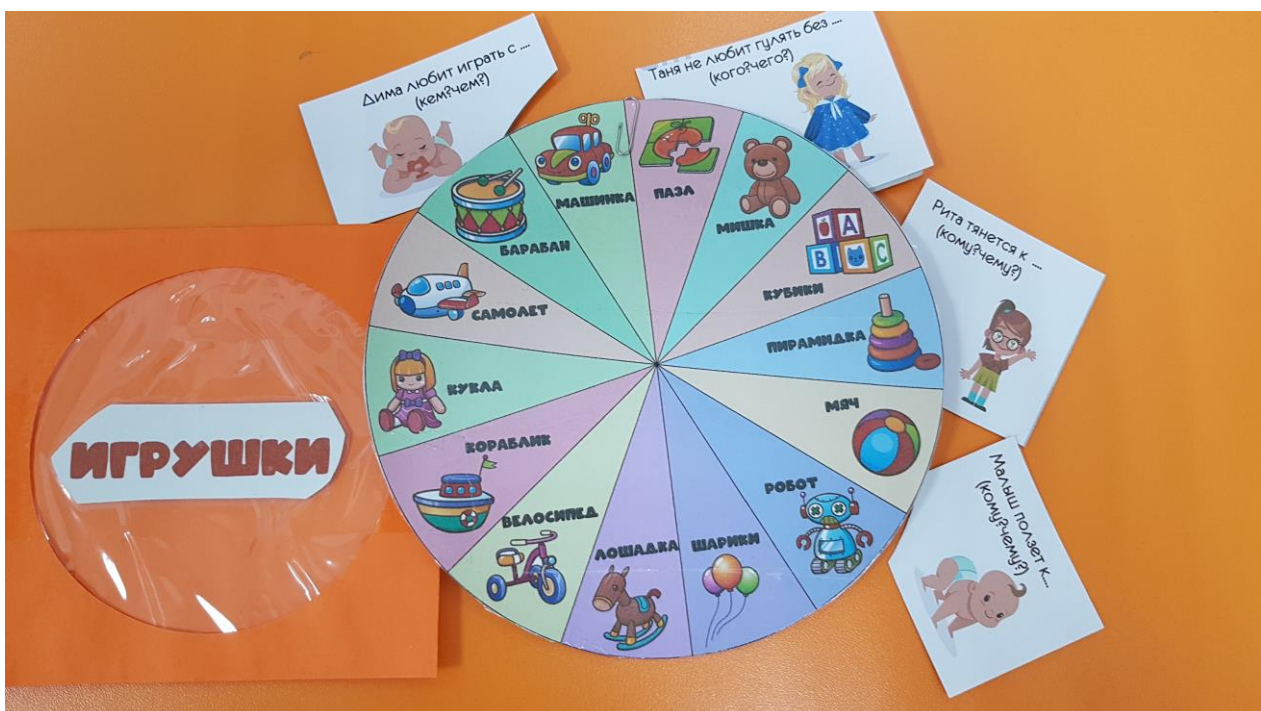 Дима любит играть с ....
(кем?чем?)
Таня не любит гулять без ....
(кого?чего?)
Рита тянется к ....
(кому?чему?)
Малыш ползет к....
(кому?чему?)
ИГРУШКИ
ПАЗЛ
МИШКА
A
B
C
КУБИКИ
ПИРАМИДКА
МЯЧ
РОБОТ
ШАРИКИ
ЛОШАДКА
ВЕЛОСИПЕД
КОРАБЛИК
КУКЛА
САМОЛЕТ
БАРАБАН
МАШИНКА